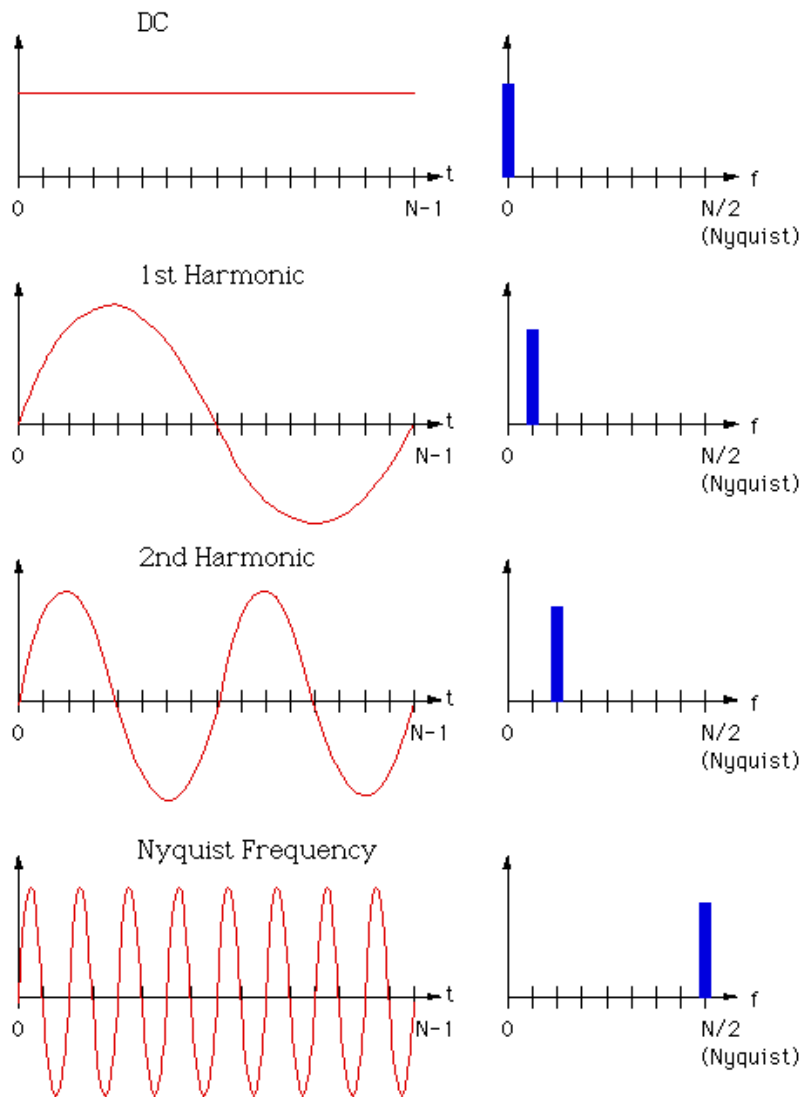 DC
t
f
0
N-1
0
N/2
(Nyquist)
1st Harmonic
t
f
0
N-1
0
N/2
(Nyquist)
2nd Harmonic
t
f
0
N-1
0
N/2
(Nyquist)
Nyquist Frequency
t
f
0
N-1
0
N/2
(Nyquist)